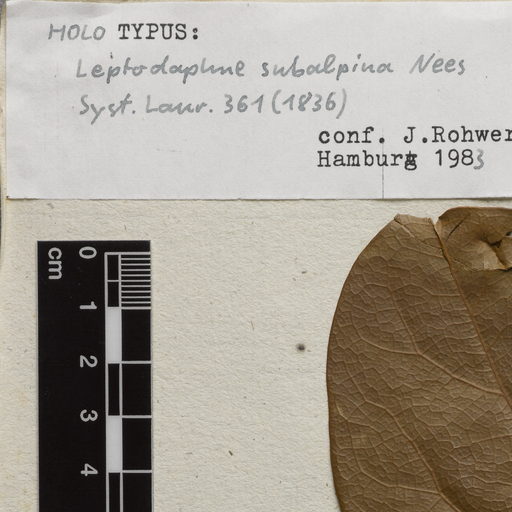 HOLO TYPUS:
Leptodaphne subalpina Nees
Syst. Laur. 361 (1836)
conf. J.Rohwer
Hamburg 1983
cm
0
1
2
3
4